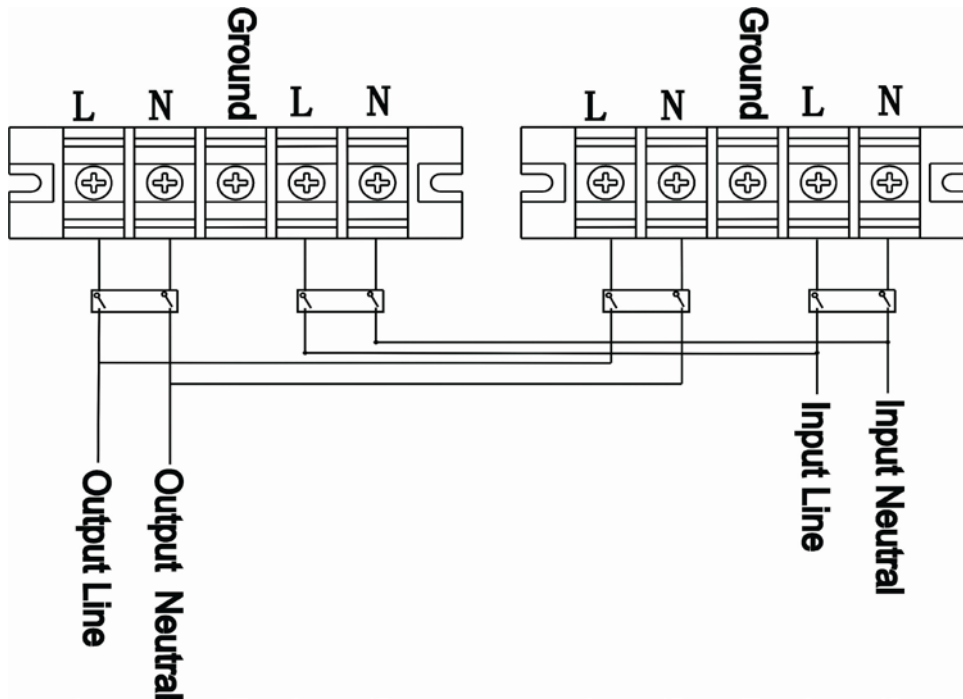 L N Ground L N
L N Ground L N
Output Line
Output Neutral
Input Line
Input Neutral